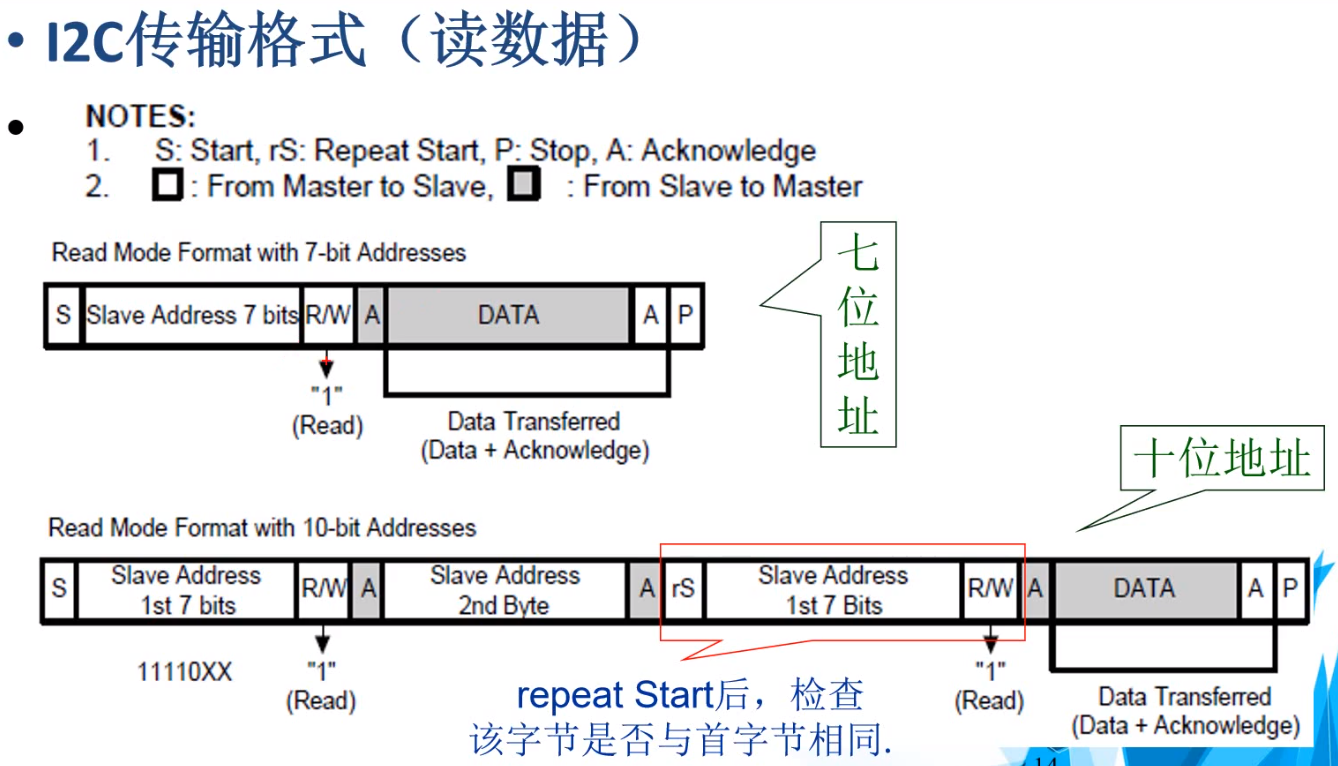 • I2C传输格式（读数据）
• NOTES:
1. S: Start, rS: Repeat Start, P: Stop, A: Acknowledge
2. : From Master to Slave, : From Slave to Master
Read Mode Format with 7-bit Addresses
七
位
地
址
S Slave Address 7 bits R/W A DATA A P
"1"
(Read)
Data Transferred
(Data + Acknowledge)
十位地址
Read Mode Format with 10-bit Addresses
S Slave Address 1st 7 bits R/W A Slave Address 2nd Byte A rS Slave Address 1st 7 Bits R/W A DATA A P
11110XX
"1"
(Read)
repeat Start后，检查
该字节是否与首字节相同.
"1"
(Read)
Data Transferred
(Data + Acknowledge)
14